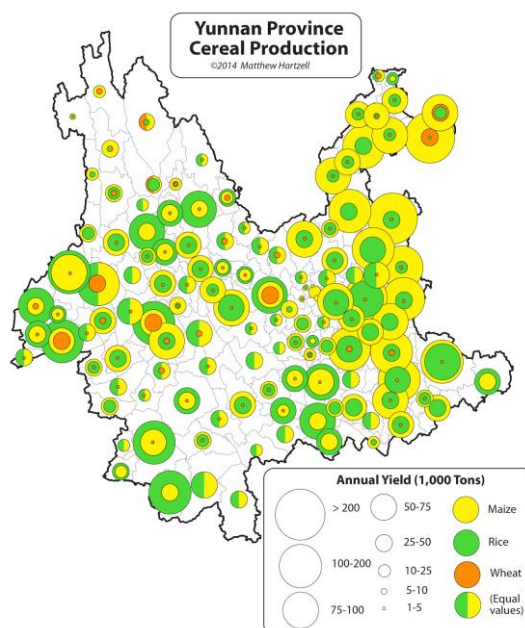 Yunnan Province
Cereal Production
©2014 Matthew Hartzell
Annual Yield (1,000 Tons)
> 200
100-200
75-100
50-75
25-50
10-25
5-10
1-5
Maize
Rice
Wheat
(Equal
values)